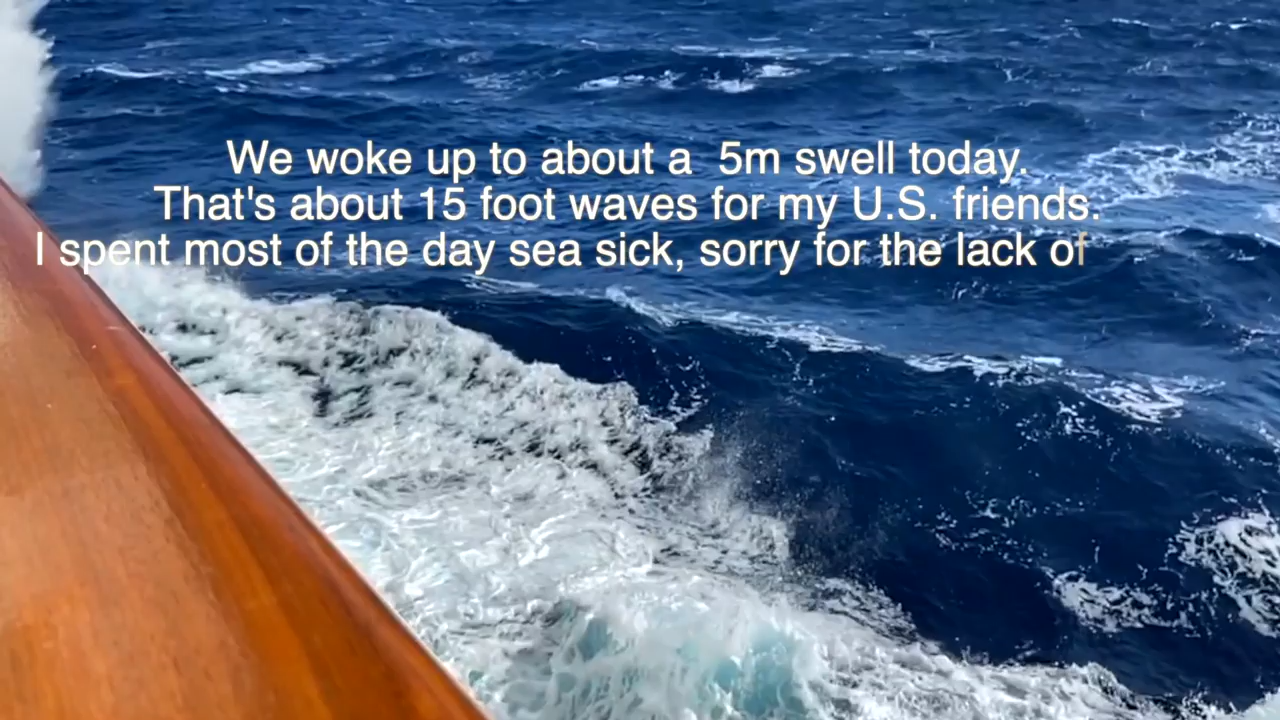 We woke up to about a  5m swell today.
That's about 15 foot waves for my U.S. friends.
I spent most of the day sea sick, sorry for the lack of